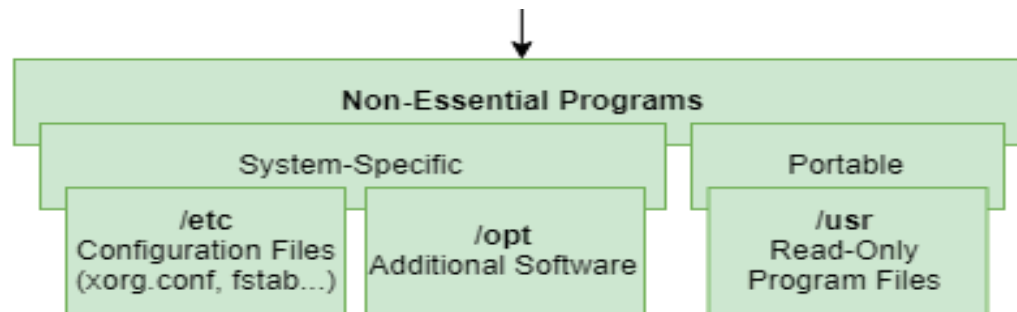 Non-Essential Programs
System-Specific
Portable
/etc
Configuration Files
(xorg.conf, fstab...)
/opt
Additional Software
/usr
Read-Only
Program Files